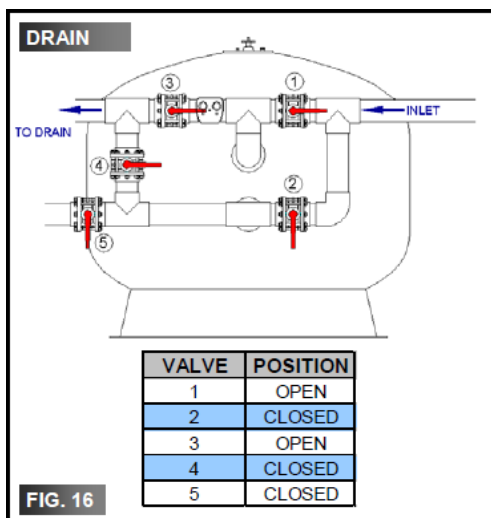 DRAIN
3
1
INLET
TO DRAIN
4
2
5
VALVE POSITION
1 OPEN
2 CLOSED
3 OPEN
4 CLOSED
5 CLOSED
FIG. 16